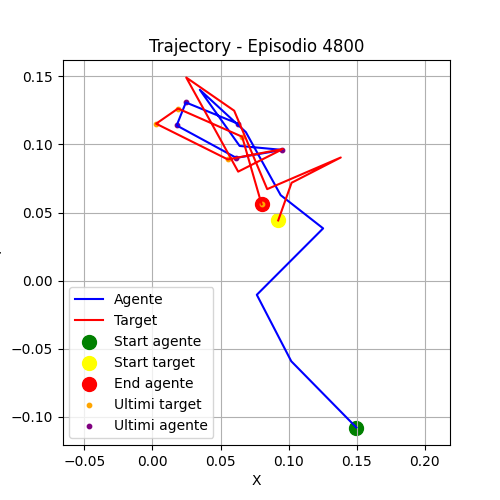 Trajectory - Episodio 4800
0.15
0.10
0.05
0.00
−0.05
−0.10
Agente
Target
Start agente
Start target
End agente
Ultimi target
Ultimi agente
−0.05
0.00
0.05
0.10
0.15
0.20
X